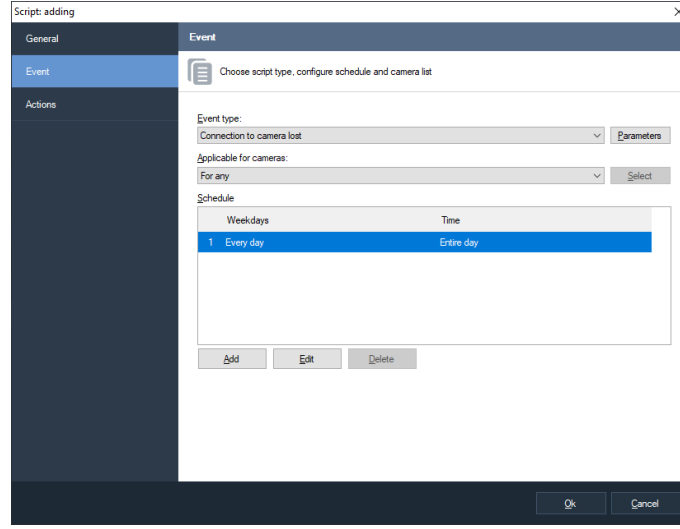 Script: adding
General
Event
Actions
Event
Choose script type, configure schedule and camera list
Event type:
Connection to camera lost
Parameters
Applicable for cameras:
For any
Select
Schedule
Weekdays Time
1 Every day Entire day
Add Edit Delete
Ok Cancel